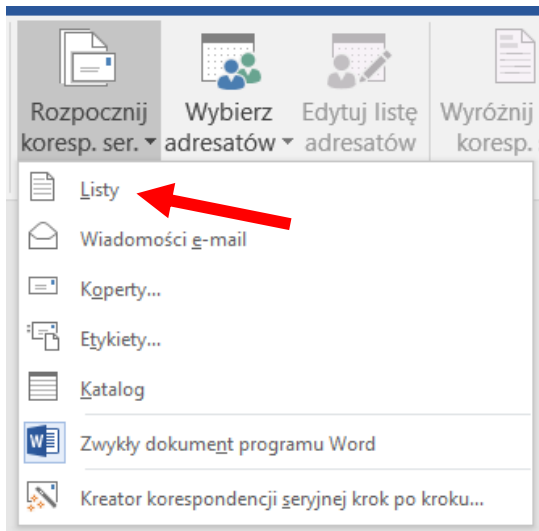 Rozpocznij Wybierz Edytuj listę Wyróżnij
koresp. ser. adresatów adresatów koresp.
Listy
Wiadomości e-mail
Koperty...
Etykiety...
Katalog
Zwykły dokument programu Word
Kreator korespondencji seryjnej krok po kroku...